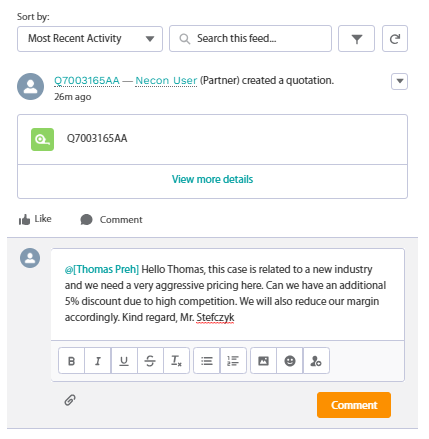 Sort by:
Most Recent Activity
Search this feed...
Q7003165AA — Necon User (Partner) created a quotation.
26m ago
Q7003165AA
View more details
Like
Comment
@[Thomas Preh] Hello Thomas, this case is related to a new industry
and we need a very aggressive pricing here. Can we have an additional
5% discount due to high competition. We will also reduce our margin
accordingly. Kind regard, Mr. Stefczyk
B I U S Tx
Comment